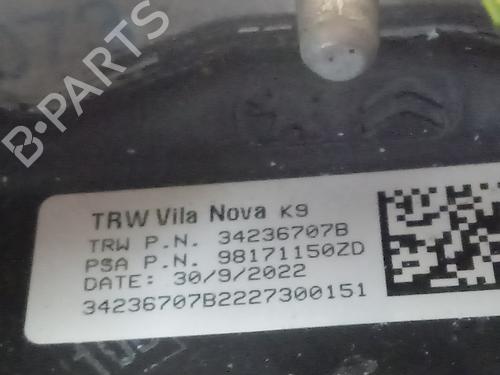 B-PARTS
TRW Vila Nova K9
TRW P.N. 34236707B
PSA P.N. 98171150ZD
DATE: 30/9/2022
34236707B2227300151